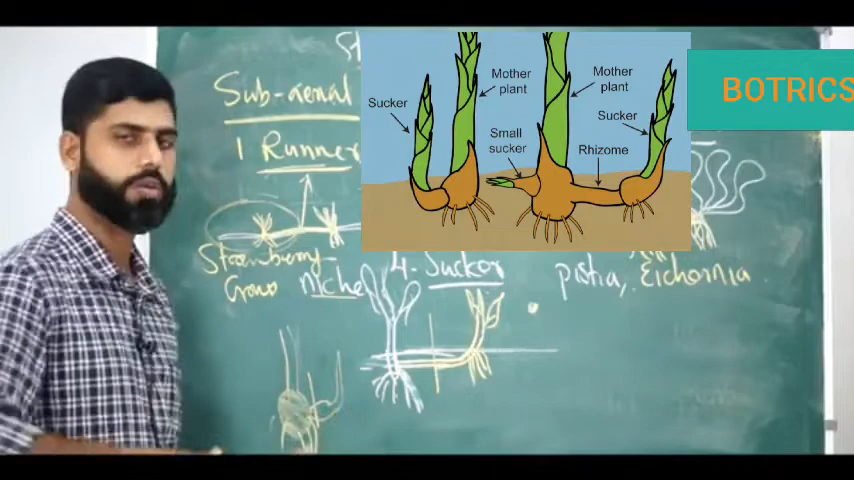 BOTRICS
Sub-aerial
1 Runner
Sucker
Mother
plant
Mother
plant
Sucker
Small
sucker
Rhizome
Strawberry
Grass
4. Sucker
pistia, Eichornia